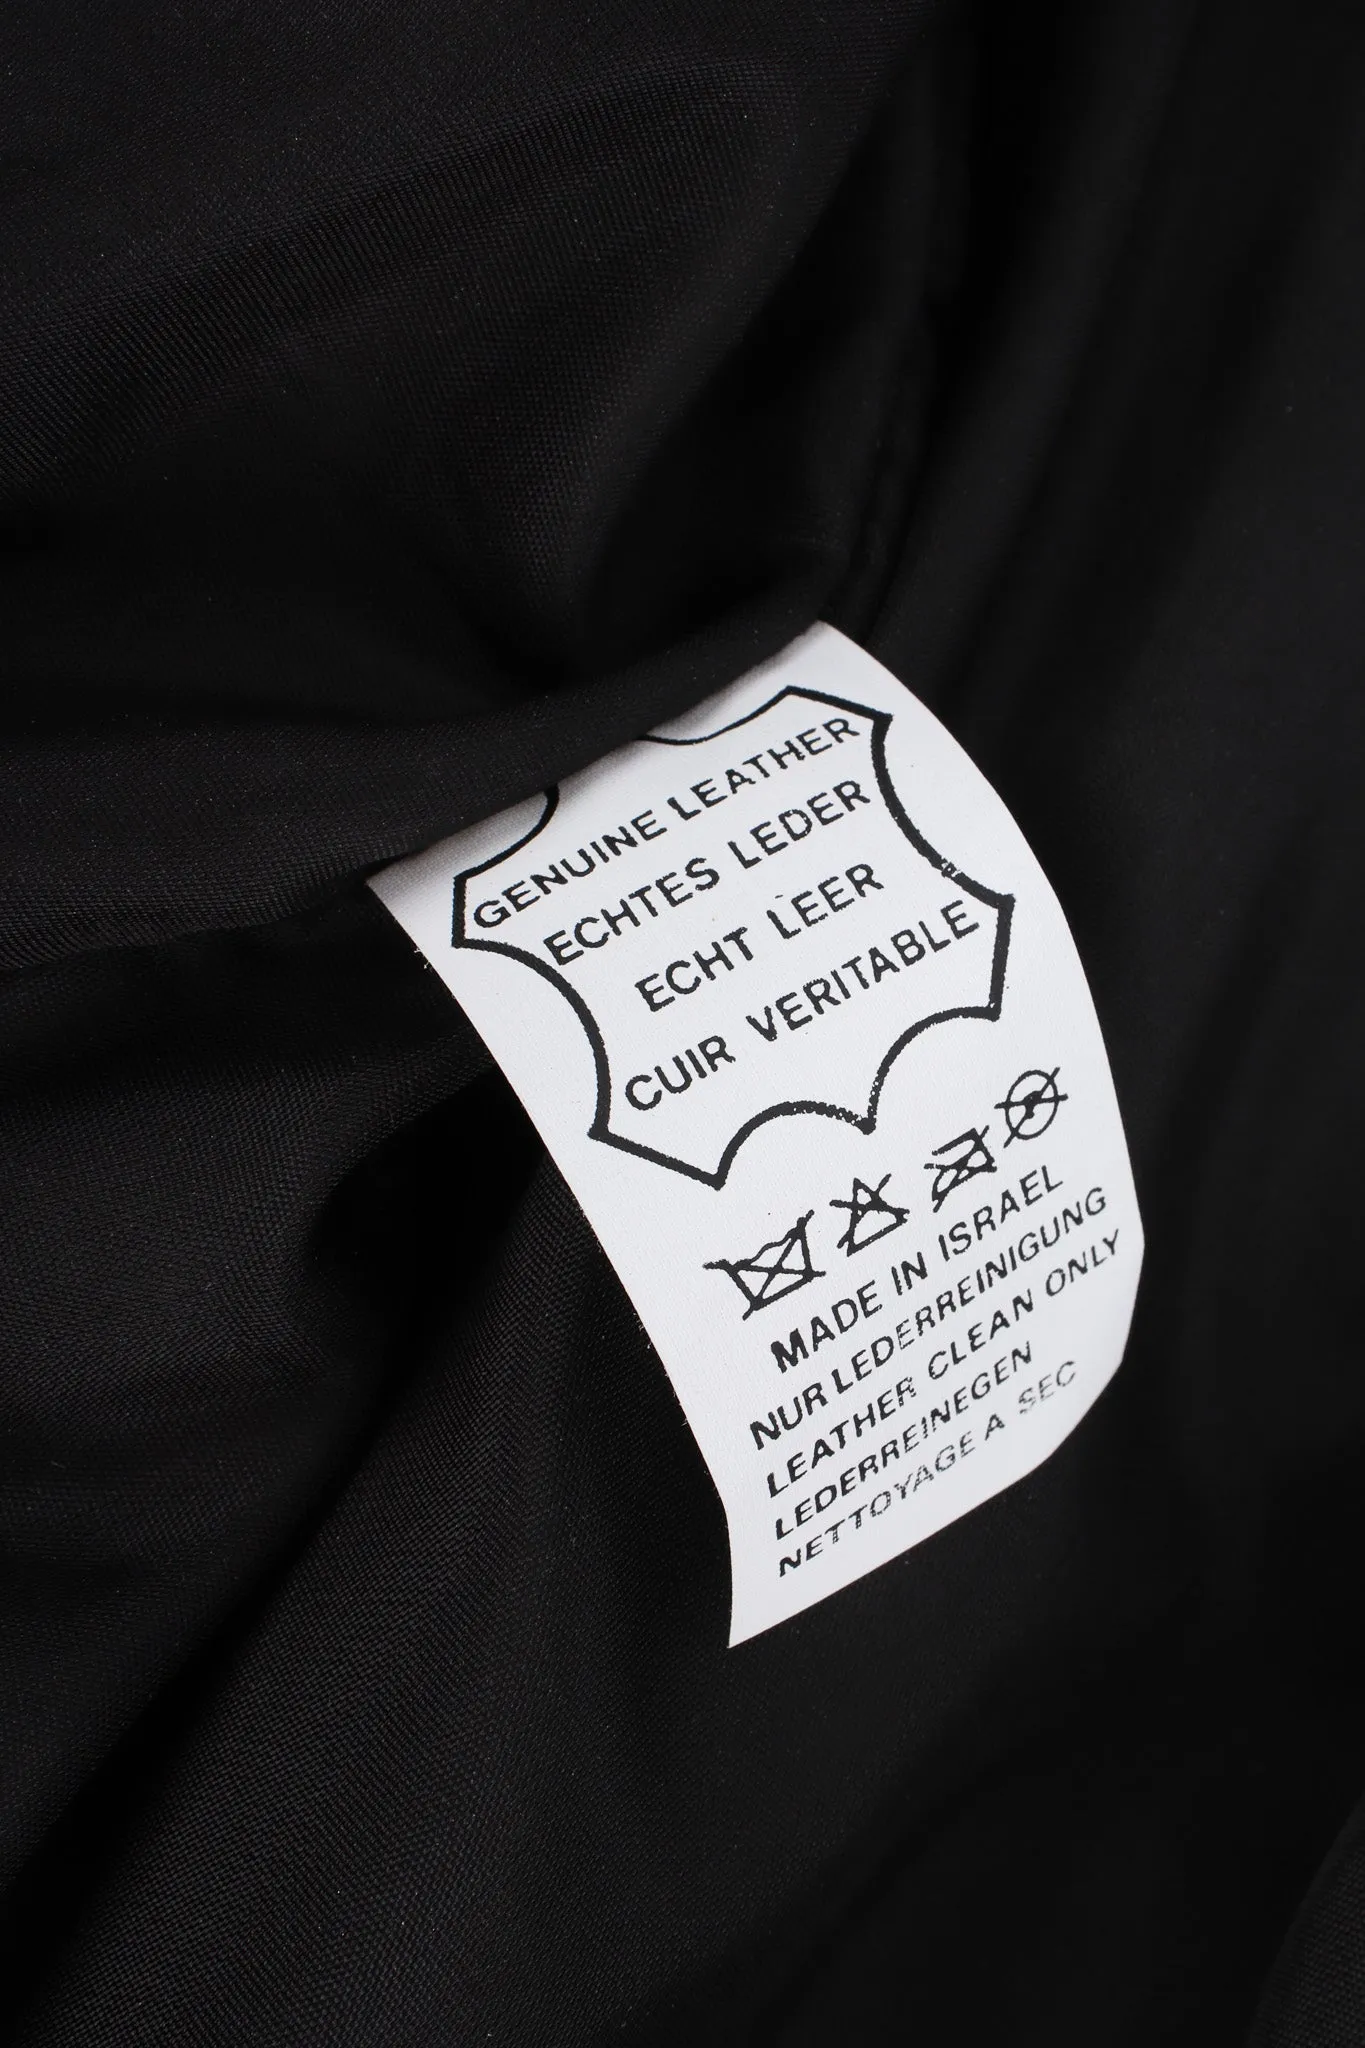 GENUINE LEATHER
ECHTES LEDER
ECHT LEER
CUIR VERITABLE
MADE IN ISRAEL
NUR LEDERREINIGUNG
LEATHER CLEAN ONLY
LEDERREINEGEN
NETTOYAGE A SEC